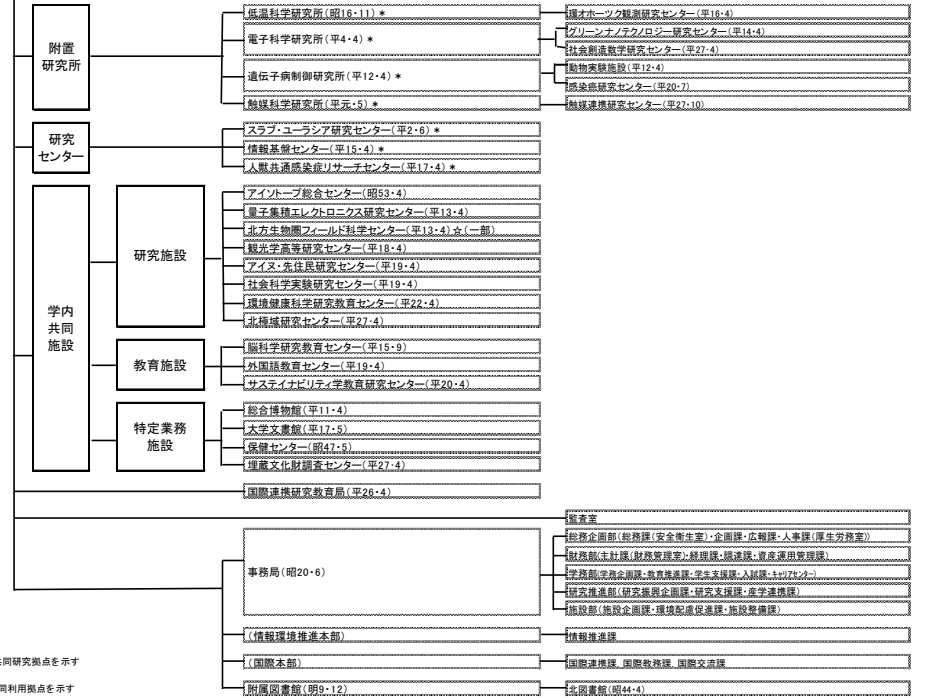 附置
研究所
低温科学研究所(昭16・11) *
環オホーツク観測研究センター(平16・4)
電子科学研究所(平4・4) *
グリーンナノテクノロジー研究センター(平14・4)
社会創造数学研究センター(平27・4)
遺伝子病制御研究所(平12・4) *
動物実験施設(平12・4)
感染癌研究センター(平20・7)
触媒科学研究所(平元・5) *
触媒連携研究センター(平27・10)
研究
センター
スラブ・ユーラシア研究センター(平2・6) *
情報基盤センター(平15・4) *
人獣共通感染症リサーチセンター(平17・4) *
学内
共同
施設
研究施設
アイソトープ総合センター(昭53・4)
量子集積エレクトロニクス研究センター(平13・4)
北方生物圏フィールド科学センター(平13・4)☆(一部)
観光学高等研究センター(平18・4)
アイヌ・先住民研究センター(平19・4)
社会科学実験研究センター(平19・4)
環境健康科学研究教育センター(平22・4)
北極域研究センター(平27・4)
教育施設
脳科学研究教育センター(平15・9)
外国語教育センター(平19・4)
サステイナビリティ学教育研究センター(平20・4)
特定業務
施設
総合博物館(平11・4)
大学文書館(平17・5)
保健センター(昭47・5)
埋蔵文化財調査センター(平27・4)
国際連携研究教育局(平26・4)
監査室
事務局(昭20・6)
総務企画部(総務課(安全衛生室)・企画課・広報課・人事課(厚生労務室))
財務部(主計課(財務管理室)・経理課・調達課・資産運用管理課)
学務部(学務企画課・教育推進課・学生支援課・入試課・キャリアセンター)
研究推進部(研究振興企画課・研究支援課・産学連携課)
施設部(施設企画課・環境配慮促進課・施設整備課)
(情報環境推進本部)
情報推進課
共同研究拠点を示す
(国際本部)
国際連携課、国際教務課、国際交流課
同利用拠点を示す
附属図書館(明9・12)
北図書館(昭44・4)